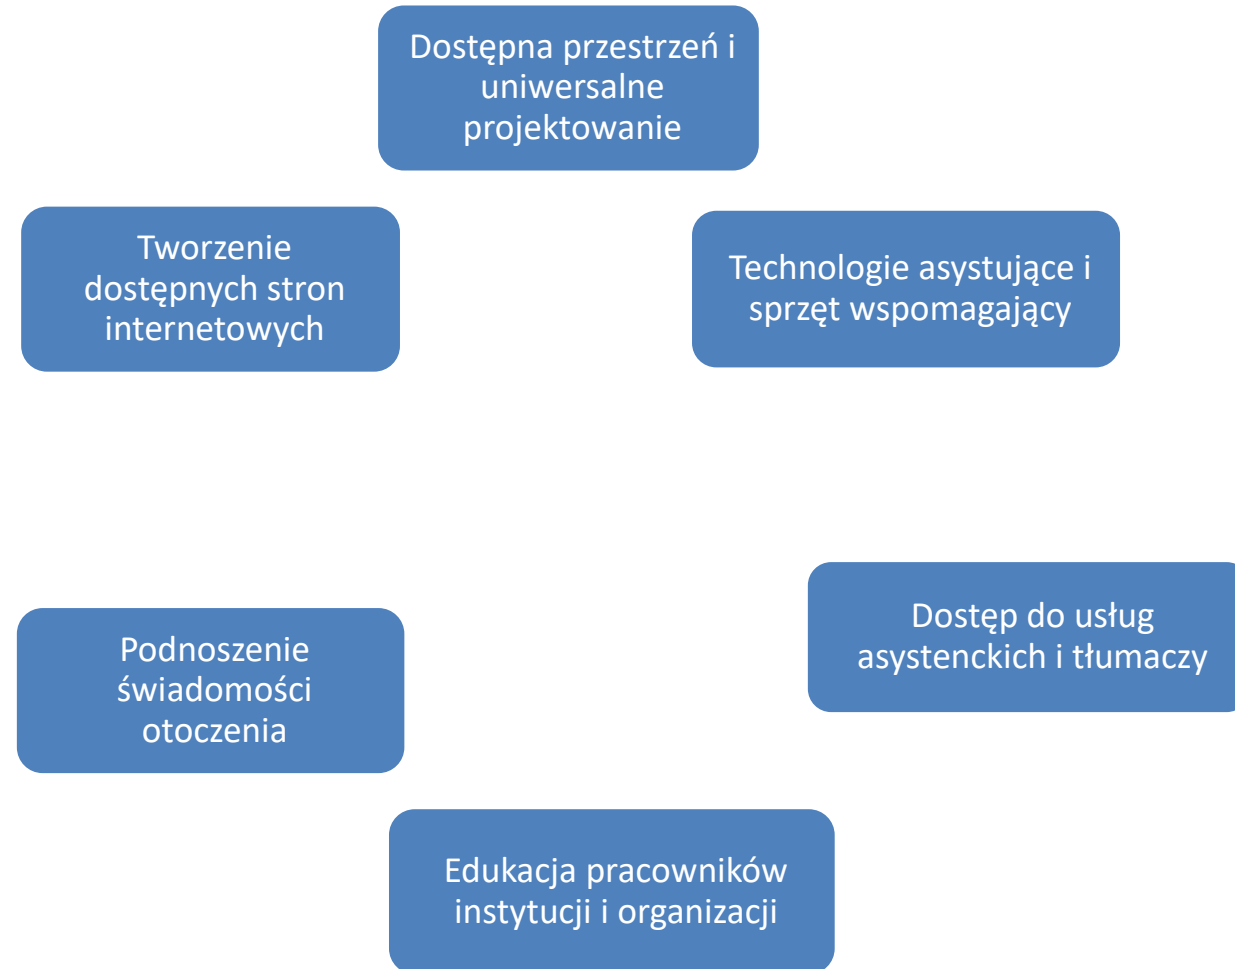 Dostępna przestrzeń i
uniwersalne
projektowanie
Tworzenie
dostępnych stron
internetowych
Technologie asystujące i
sprzęt wspomagający
Dostęp do usług
asystenckich i tłumaczy
Podnoszenie
świadomości
otoczenia
Edukacja pracowników
instytucji i organizacji